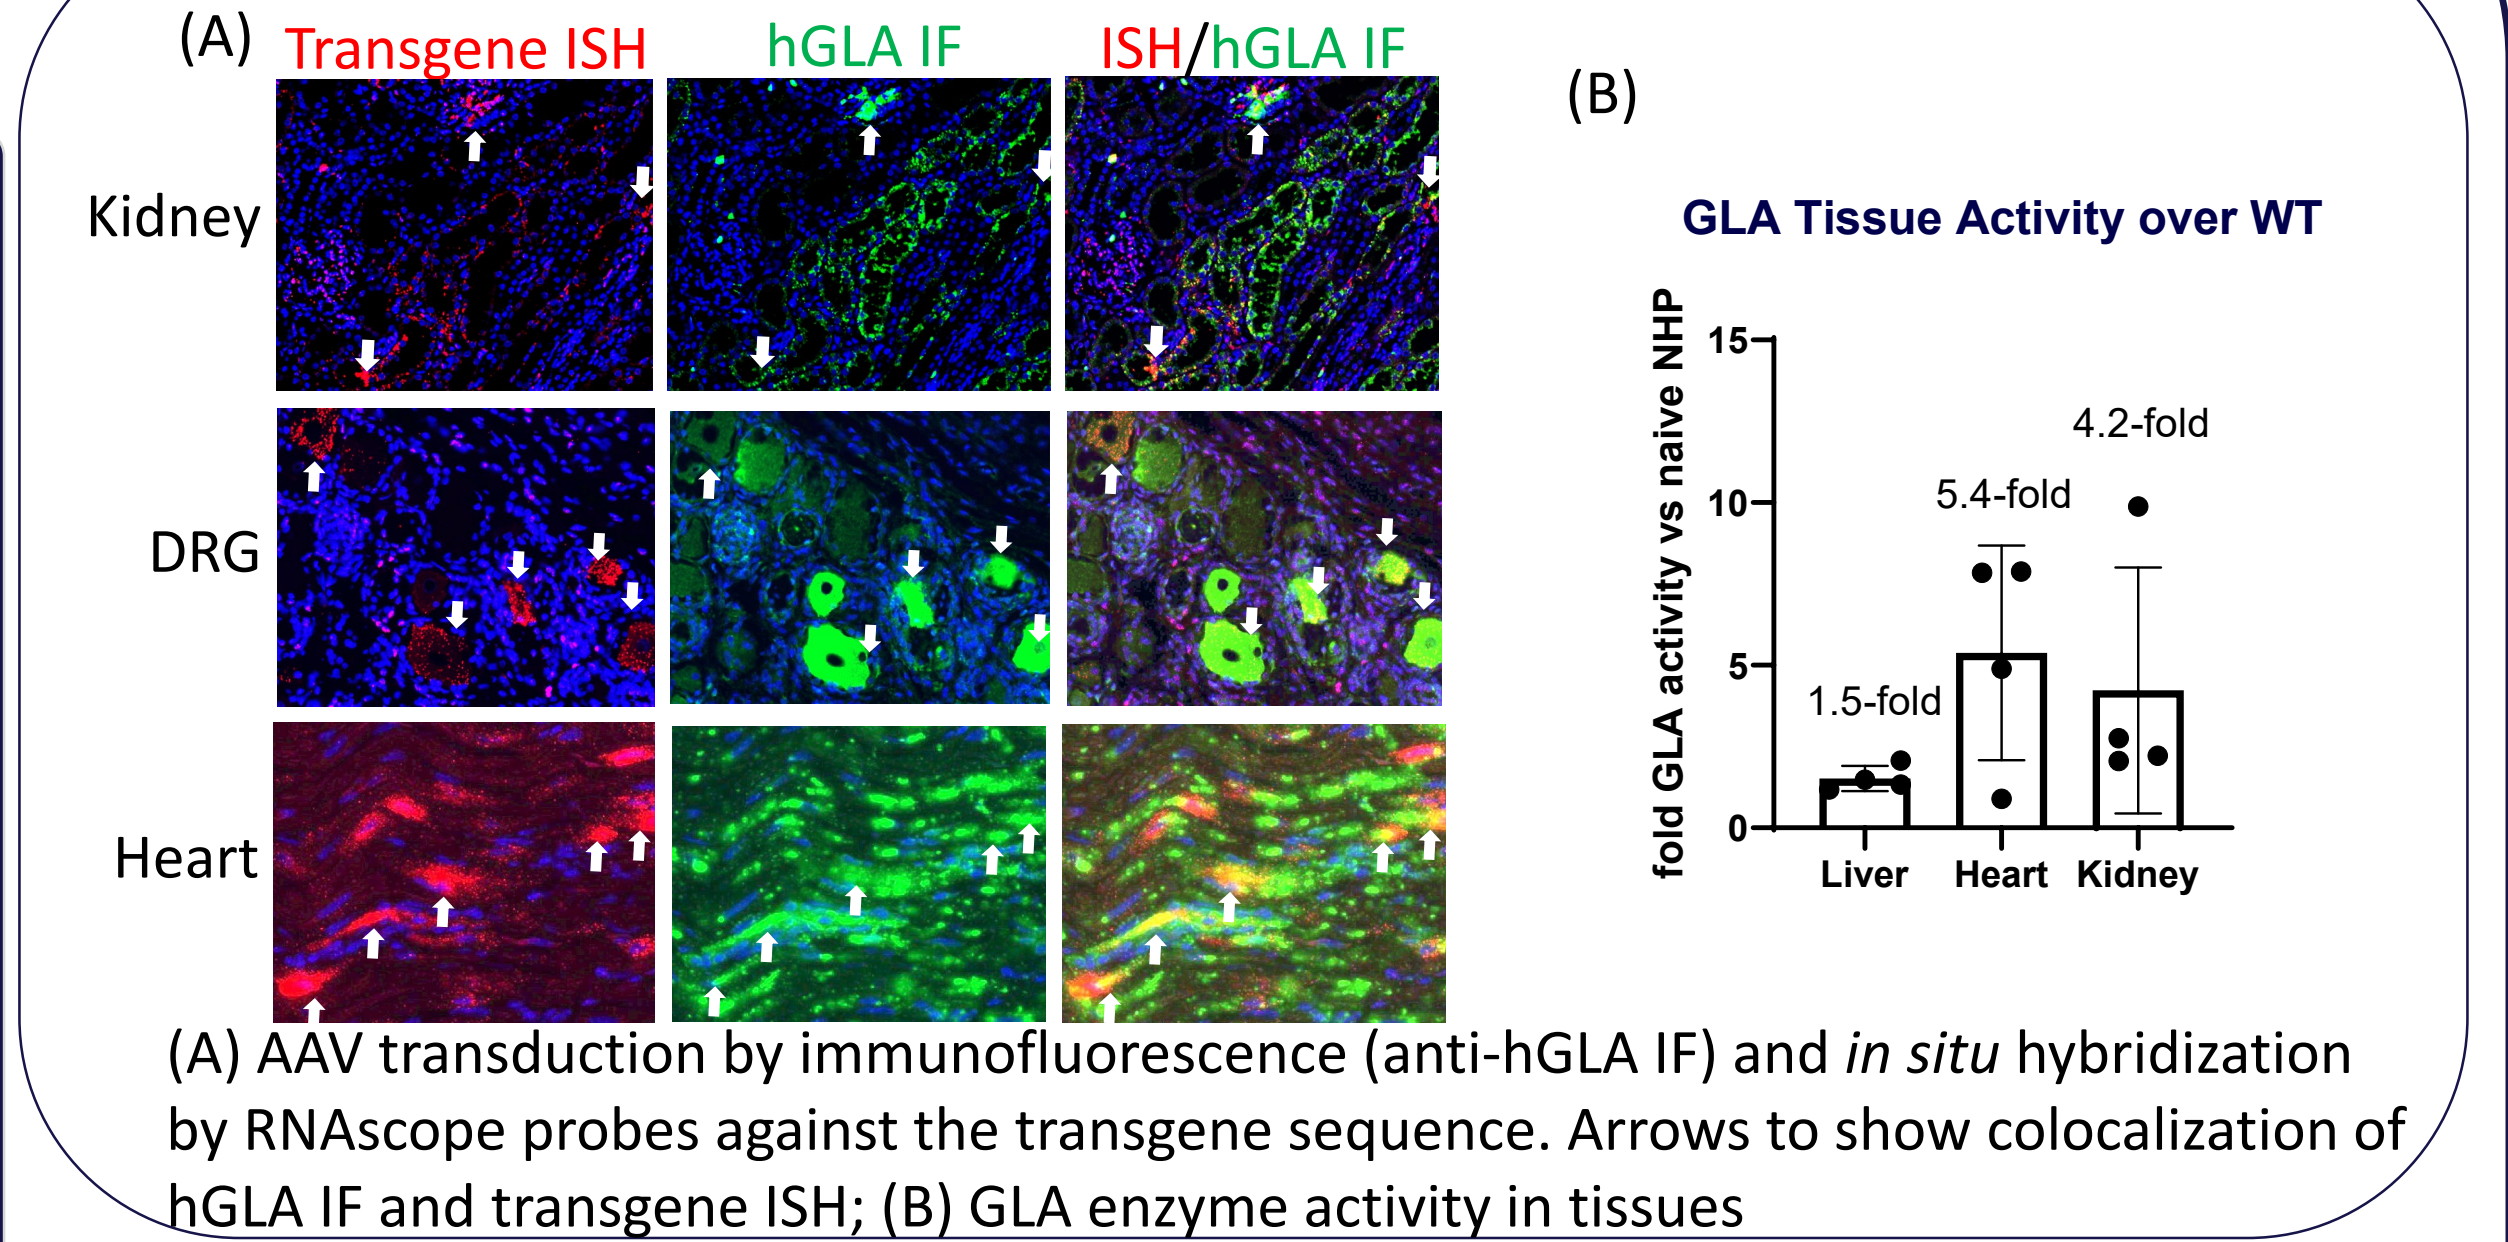 (A)
Transgene ISH
hGLA IF
ISH/hGLA IF
Kidney
DRG
Heart
(B)
GLA Tissue Activity over WT
fold GLA activity vs naive NHP
15
10
5
0
1.5-fold
5.4-fold
4.2-fold
Liver
Heart
Kidney
(A) AAV transduction by immunofluorescence (anti-hGLA IF) and in situ hybridization
by RNAscope probes against the transgene sequence. Arrows to show colocalization of
hGLA IF and transgene ISH; (B) GLA enzyme activity in tissues